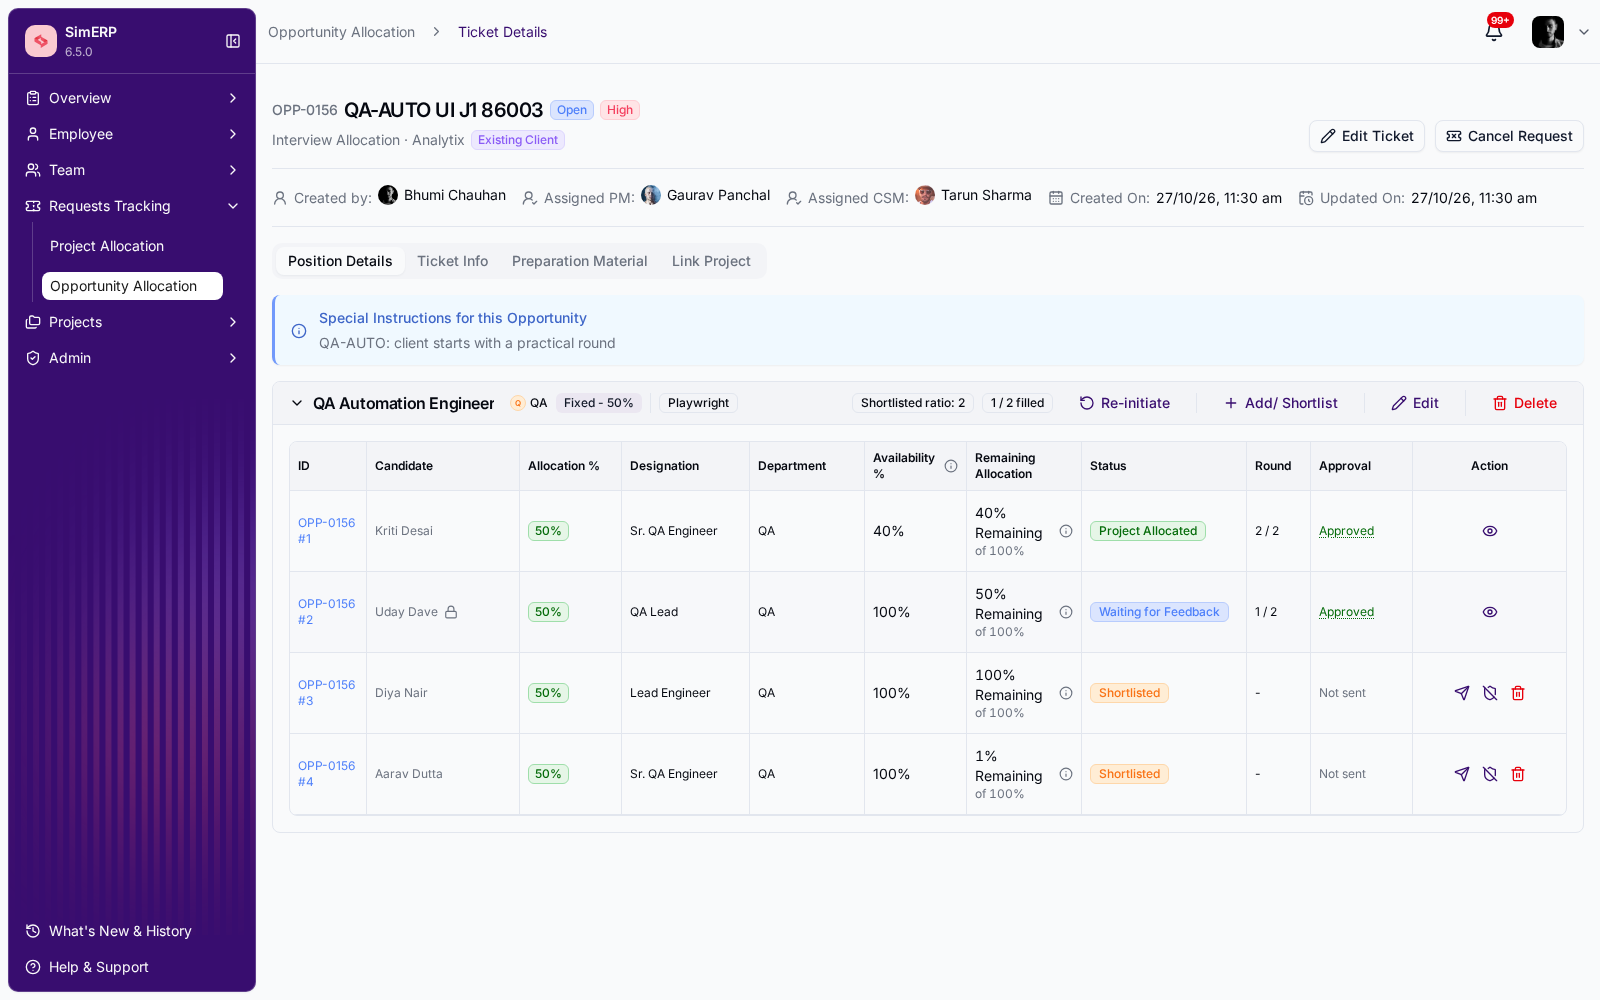 SimERP
6.5.0
Overview
Employee
Team
Requests Tracking
Project Allocation
Opportunity Allocation
Projects
Admin
What's New & History
Help & Support
Opportunity Allocation > Ticket Details
99+
OPP-0156 QA-AUTO UI J1 86003 Open High
Interview Allocation · Analytix Existing Client
Edit Ticket Cancel Request
Created by: Bhumi Chauhan Assigned PM: Gaurav Panchal Assigned CSM: Tarun Sharma Created On: 27/10/26, 11:30 am Updated On: 27/10/26, 11:30 am
Position Details Ticket Info Preparation Material Link Project
Special Instructions for this Opportunity
QA-AUTO: client starts with a practical round
QA Automation Engineer Q QA Fixed - 50% Playwright Shortlisted ratio: 2 1 / 2 filled Re-initiate Add/ Shortlist Edit Delete
ID Candidate Allocation % Designation Department Availability % Remaining Allocation Status Round Approval Action
OPP-0156 #1 Kriti Desai 50% Sr. QA Engineer QA 40% 40% Remaining of 100% Project Allocated 2 / 2 Approved
OPP-0156 #2 Uday Dave 50% QA Lead QA 100% 50% Remaining of 100% Waiting for Feedback 1 / 2 Approved
OPP-0156 #3 Diya Nair 50% Lead Engineer QA 100% 100% Remaining of 100% Shortlisted - Not sent
OPP-0156 #4 Aarav Dutta 50% Sr. QA Engineer QA 100% 1% Remaining of 100% Shortlisted - Not sent